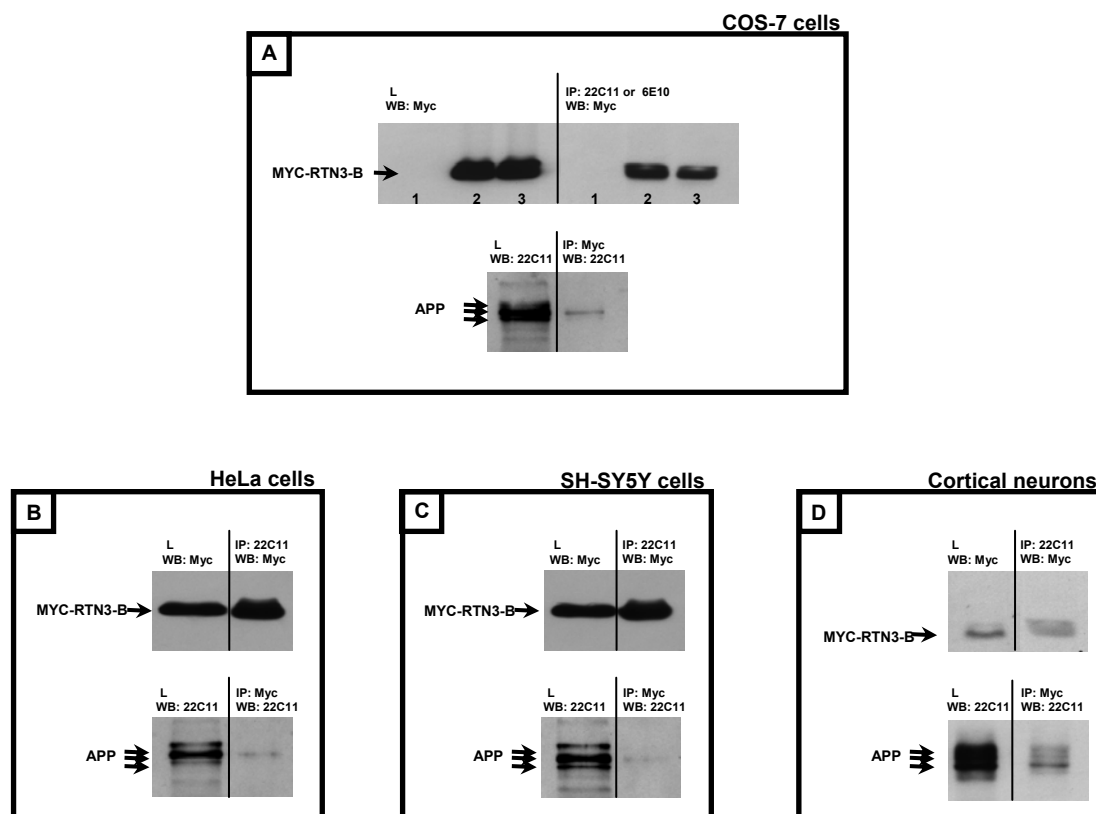 COS-7 cells
A
L
WB: Myc
IP: 22C11 or 6E10
WB: Myc
MYC-RTN3-B
1 2 3 1 2 3
L
WB: 22C11
IP: Myc
WB: 22C11
APP
HeLa cells
B
L
WB: Myc
IP: 22C11
WB: Myc
MYC-RTN3-B
L
WB: 22C11
IP: Myc
WB: 22C11
APP
SH-SY5Y cells
C
L
WB: Myc
IP: 22C11
WB: Myc
MYC-RTN3-B
L
WB: 22C11
IP: Myc
WB: 22C11
APP
Cortical neurons
D
L
WB: Myc
IP: 22C11
WB: Myc
MYC-RTN3-B
L
WB: 22C11
IP: Myc
WB: 22C11
APP